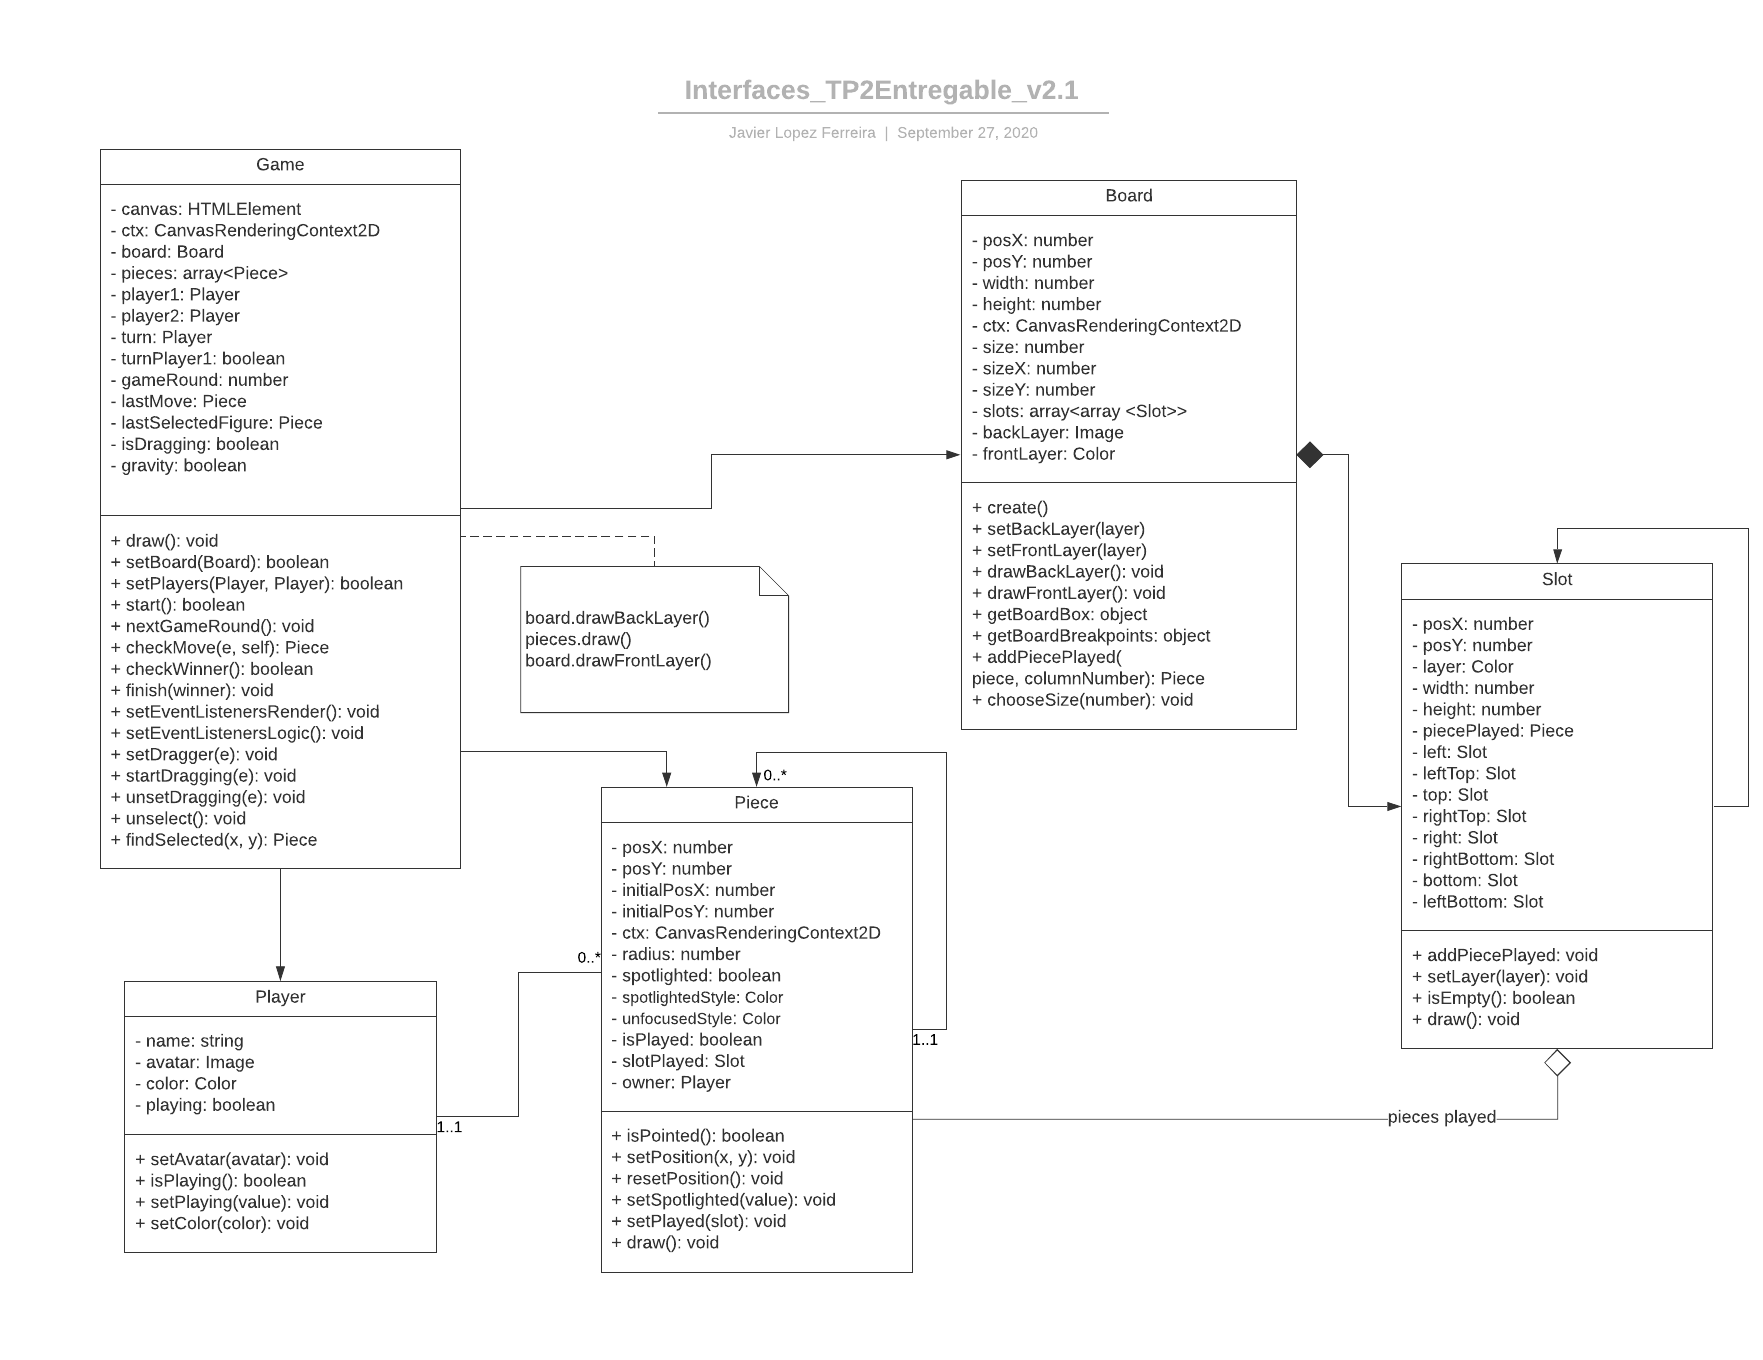 Interfaces_TP2Entregable_v2.1
Javier Lopez Ferreira | September 27, 2020
Game
- canvas: HTMLElement
- ctx: CanvasRenderingContext2D
- board: Board
- pieces: array<Piece>
- player1: Player
- player2: Player
- turn: Player
- turnPlayer1: boolean
- gameRound: number
- lastMove: Piece
- lastSelectedFigure: Piece
- isDragging: boolean
- gravity: boolean
+ draw(): void
+ setBoard(Board): boolean
+ setPlayers(Player, Player): boolean
+ start(): boolean
+ nextGameRound(): void
+ checkMove(e, self): Piece
+ checkWinner(): boolean
+ finish(winner): void
+ setEventListenersRender(): void
+ setEventListenersLogic(): void
+ setDragger(e): void
+ startDragging(e): void
+ unsetDragging(e): void
+ unselect(): void
+ findSelected(x, y): Piece
board.drawBackLayer()
pieces.draw()
board.drawFrontLayer()
Board
- posX: number
- posY: number
- width: number
- height: number
- ctx: CanvasRenderingContext2D
- size: number
- sizeX: number
- sizeY: number
- slots: array<array <Slot>>
- backLayer: Image
- frontLayer: Color
+ create()
+ setBackLayer(layer)
+ setFrontLayer(layer)
+ drawBackLayer(): void
+ drawFrontLayer(): void
+ getBoardBox: object
+ getBoardBreakpoints: object
+ addPiecePlayed(
piece, columnNumber): Piece
+ chooseSize(number): void
Slot
- posX: number
- posY: number
- layer: Color
- width: number
- height: number
- piecePlayed: Piece
- left: Slot
- leftTop: Slot
- top: Slot
- rightTop: Slot
- right: Slot
- rightBottom: Slot
- bottom: Slot
- leftBottom: Slot
+ addPiecePlayed: void
+ setLayer(layer): void
+ isEmpty(): boolean
+ draw(): void
0..*
Piece
- posX: number
- posY: number
- initialPosX: number
- initialPosY: number
- ctx: CanvasRenderingContext2D
- radius: number
- spotlighted: boolean
- spotlightedStyle: Color
- unfocusedStyle: Color
- isPlayed: boolean
- slotPlayed: Slot
- owner: Player
+ isPointed(): boolean
+ setPosition(x, y): void
+ resetPosition(): void
+ setSpotlighted(value): void
+ setPlayed(slot): void
+ draw(): void
0..*
1..1
pieces played
Player
- name: string
- avatar: Image
- color: Color
- playing: boolean
+ setAvatar(avatar): void
+ isPlaying(): boolean
+ setPlaying(value): void
+ setColor(color): void
1..1